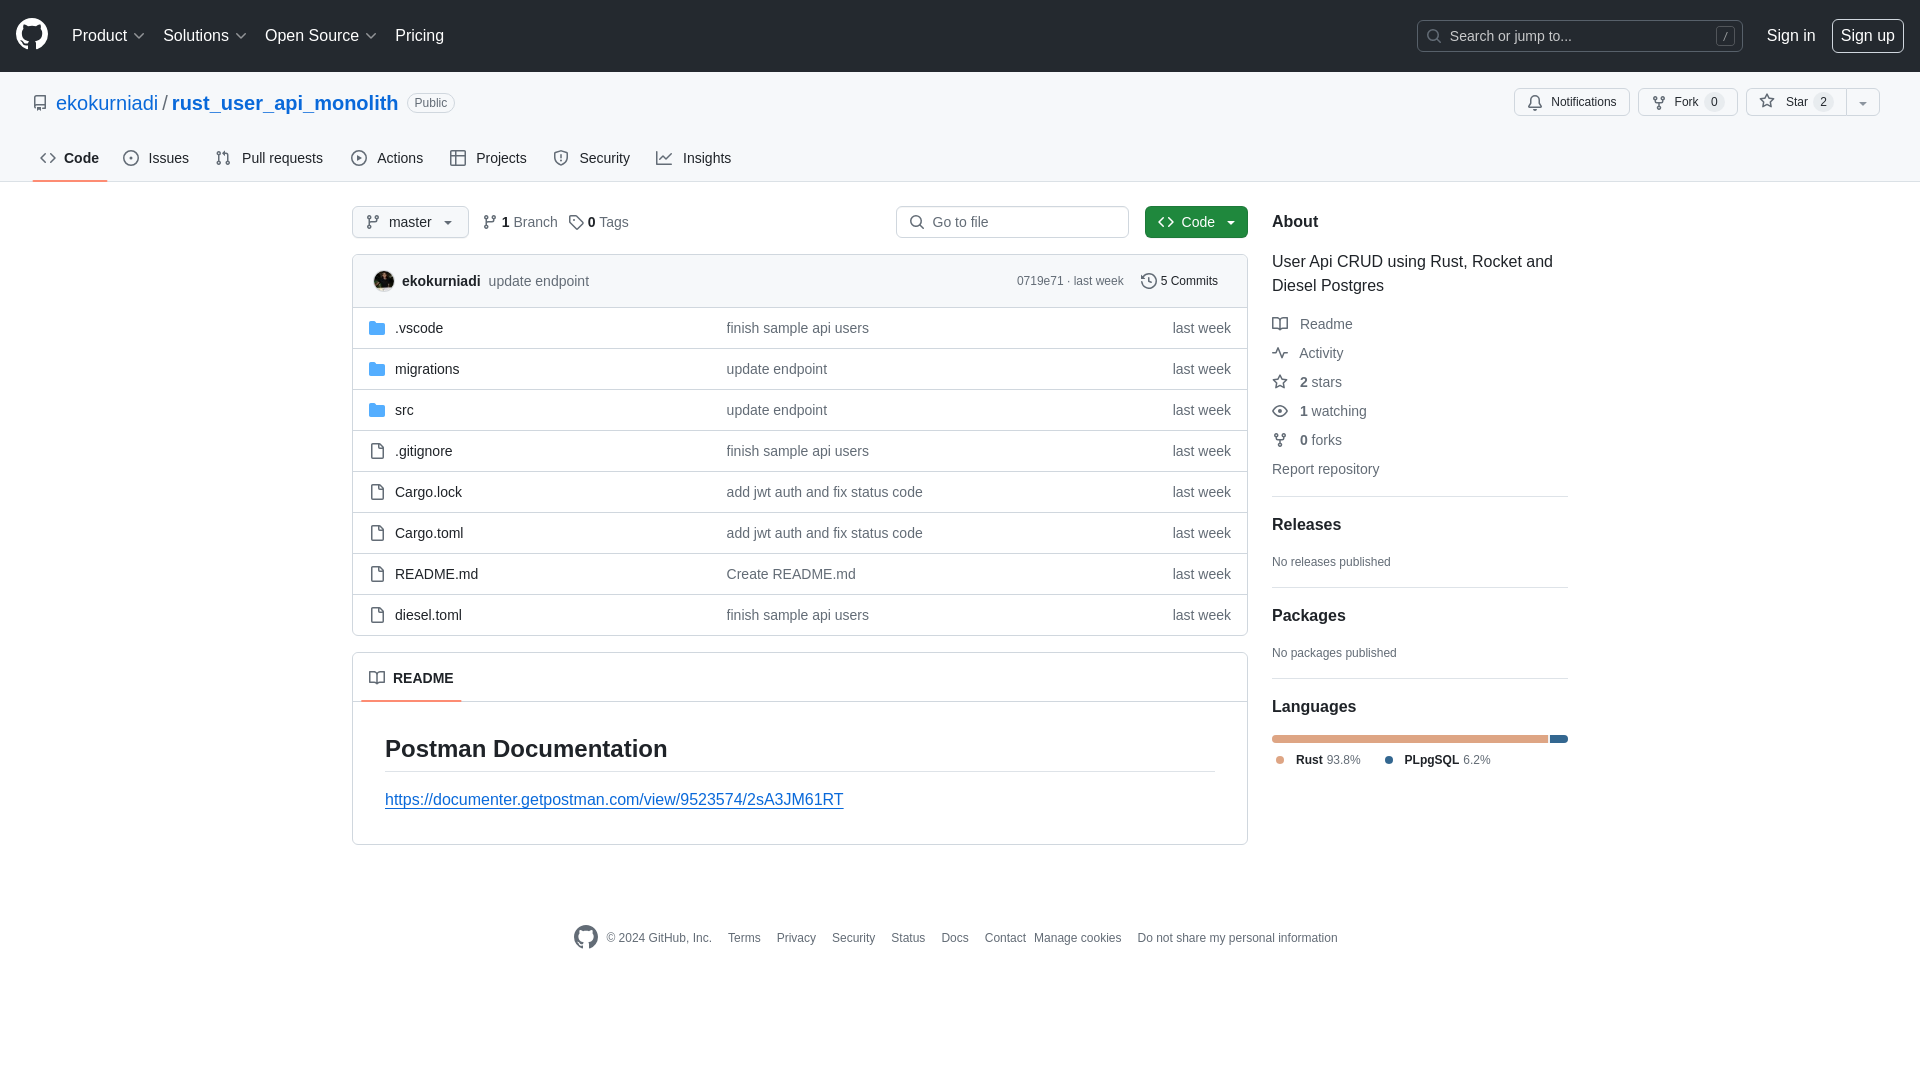 Product Solutions Open Source Pricing Search or jump to... / Sign in Sign up
ekokurniadi / rust_user_api_monolith Public Notifications Fork 0 Star 2
Code Issues Pull requests Actions Projects Security Insights
master 1 Branch 0 Tags Go to file Code
ekokurniadi update endpoint 0719e71 · last week 5 Commits
.vscode finish sample api users last week
migrations update endpoint last week
src update endpoint last week
.gitignore finish sample api users last week
Cargo.lock add jwt auth and fix status code last week
Cargo.toml add jwt auth and fix status code last week
README.md Create README.md last week
diesel.toml finish sample api users last week
README
Postman Documentation
https://documenter.getpostman.com/view/9523574/2sA3JM61RT
About
User Api CRUD using Rust, Rocket and
Diesel Postgres
Readme
Activity
2 stars
1 watching
0 forks
Report repository
Releases
No releases published
Packages
No packages published
Languages
Rust 93.8% PLpgSQL 6.2%
© 2024 GitHub, Inc. Terms Privacy Security Status Docs Contact Manage cookies Do not share my personal information